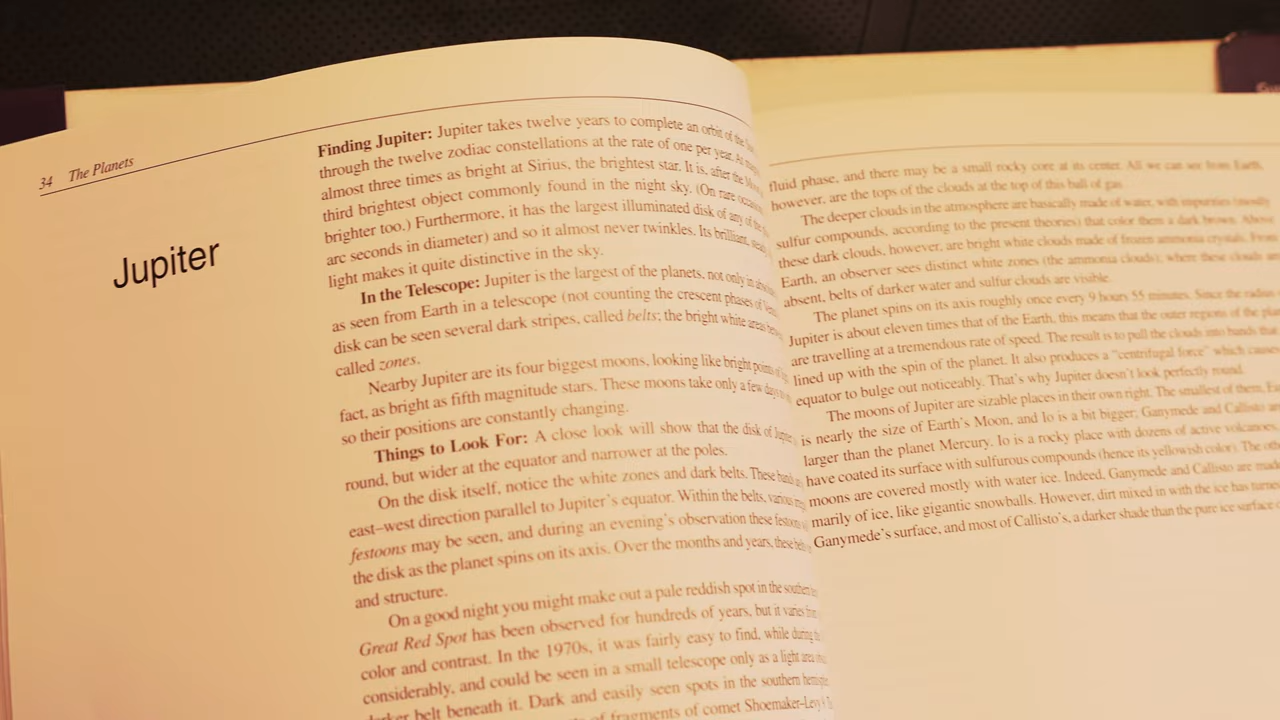 34 The Planets
Jupiter
Finding Jupiter: Jupiter takes twelve years to complete an orbit of the
through the twelve zodiac constellations at the rate of one per year.
almost three times as bright at Sirius, the brightest star. It is, after the
third brightest object commonly found in the night sky. (On rare
brighter too.) Furthermore, it has the largest illuminated disk of any of the
arc seconds in diameter) and so it almost never twinkles. Its brilliant,
light makes it quite distinctive in the sky.
In the Telescope: Jupiter is the largest of the planets, not only in
as seen from Earth in a telescope (not counting the crescent phases of
disk can be seen several dark stripes, called belts; the bright white areas
called zones.
Nearby Jupiter are its four biggest moons, looking like bright points
fact, as bright as fifth magnitude stars. These moons take only a few days
so their positions are constantly changing.
Things to Look For: A close look will show that the disk of Jupiter
round, but wider at the equator and narrower at the poles.
On the disk itself, notice the white zones and dark belts. These
east–west direction parallel to Jupiter's equator. Within the belts, various
festoons may be seen, and during an evening's observation these festoons
the disk as the planet spins on its axis. Over the months and years, these
and structure.
On a good night you might make out a pale reddish spot in the southern
Great Red Spot has been observed for hundreds of years, but it varies
color and contrast. In the 1970s, it was fairly easy to find, while during
considerably, and could be seen in a small telescope only as a light area
darker belt beneath it. Dark and easily seen spots in the southern
of fragments of comet Shoemaker–Levy
fluid phase, and there may be a small rocky core at its center. All we can see from Earth,
however, are the tops of the clouds at the top of this ball of gas.
The deeper clouds in the atmosphere are basically made of water, with impurities (mostly
sulfur compounds, according to the present theories) that color them a dark brown. Above
these dark clouds, however, are bright white clouds made of frozen ammonia crystals. From
Earth, an observer sees distinct white zones (the ammonia clouds); where these clouds are
absent, belts of darker water and sulfur clouds are visible.
The planet spins on its axis roughly once every 9 hours 55 minutes. Since the radius
Jupiter is about eleven times that of the Earth, this means that the outer regions of the
are travelling at a tremendous rate of speed. The result is to pull the clouds into bands that
lined up with the spin of the planet. It also produces a "centrifugal force" which causes
equator to bulge out noticeably. That's why Jupiter doesn't look perfectly round.
The moons of Jupiter are sizable places in their own right. The smallest of them,
is nearly the size of Earth's Moon, and Io is a bit bigger; Ganymede and Callisto
larger than the planet Mercury. Io is a rocky place with dozens of active volcanoes,
have coated its surface with sulfurous compounds (hence its yellowish color). The
moons are covered mostly with water ice. Indeed, Ganymede and Callisto are made
marily of ice, like gigantic snowballs. However, dirt mixed in with the ice has turned
Ganymede's surface, and most of Callisto's, a darker shade than the pure ice surface